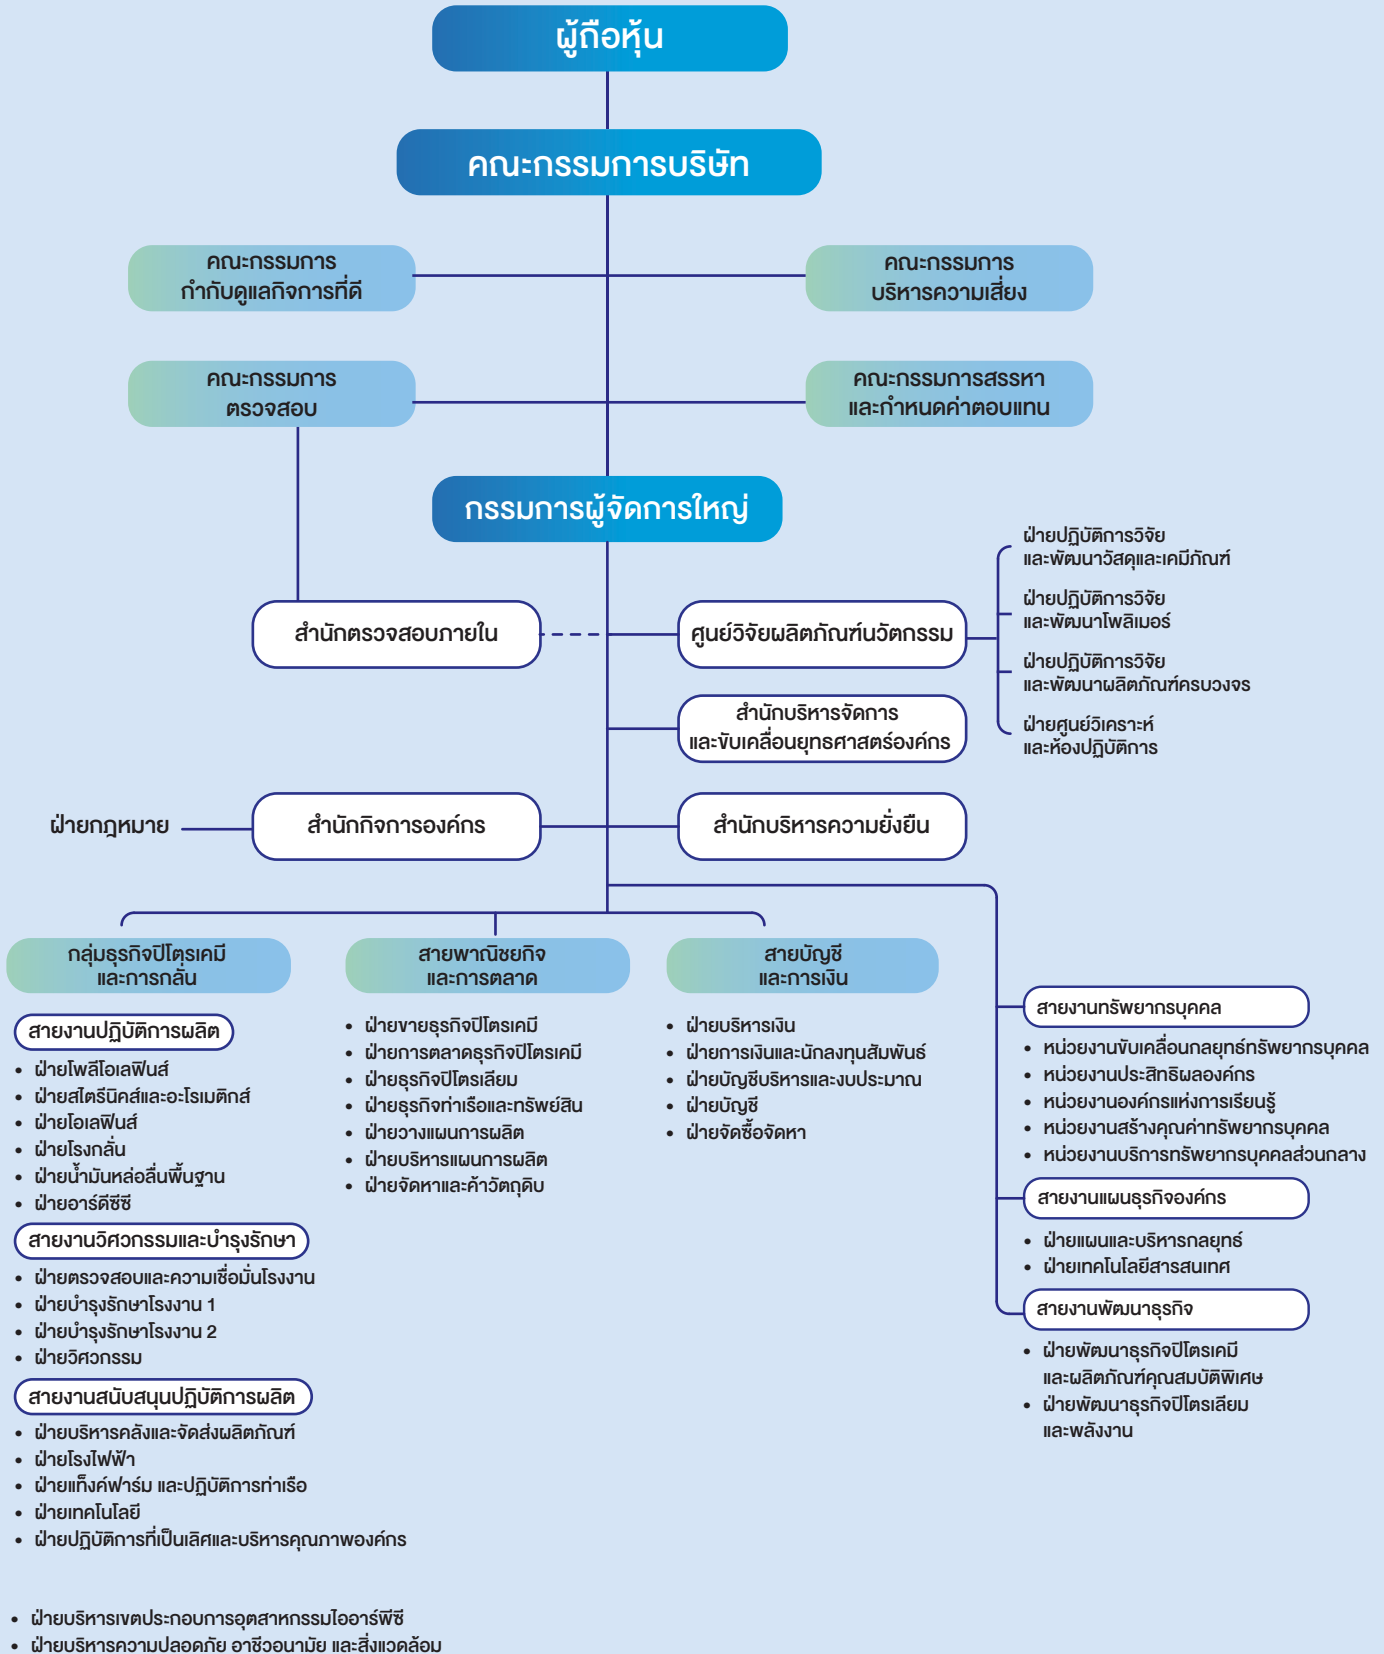 ผู้ถือหุ้น
คณะกรรมการบริษัท
คณะกรรมการ
กำกับดูแลกิจการที่ดี
คณะกรรมการ
บริหารความเสี่ยง
คณะกรรมการ
ตรวจสอบ
คณะกรรมการสรรหา
และกำหนดค่าตอบแทน
กรรมการผู้จัดการใหญ่
สำนักตรวจสอบภายใน
ศูนย์วิจัยผลิตภัณฑ์นวัตกรรม
ฝ่ายปฏิบัติการวิจัย
และพัฒนาวัสดุและเคมีภัณฑ์
ฝ่ายปฏิบัติการวิจัย
และพัฒนาโพลิเมอร์
ฝ่ายปฏิบัติการวิจัย
และพัฒนาผลิตภัณฑ์ครบวงจร
ฝ่ายศูนย์วิเคราะห์
และห้องปฏิบัติการ
สำนักบริหารจัดการ
และขับเคลื่อนยุทธศาสตร์องค์กร
ฝ่ายกฎหมาย
สำนักกิจการองค์กร
สำนักบริหารความยั่งยืน
กลุ่มธุรกิจปิโตรเคมี
และการกลั่น
สายงานปฏิบัติการผลิต
• ฝ่ายโพลีโอเลฟินส์
• ฝ่ายสไตรีนิคส์และอะโรเมติกส์
• ฝ่ายโอเลฟินส์
• ฝ่ายโรงกลั่น
• ฝ่ายน้ำมันหล่อลื่นพื้นฐาน
• ฝ่ายอาร์ดีซีซี
สายงานวิศวกรรมและบำรุงรักษา
• ฝ่ายตรวจสอบและความเชื่อมั่นโรงงาน
• ฝ่ายบำรุงรักษาโรงงาน 1
• ฝ่ายบำรุงรักษาโรงงาน 2
• ฝ่ายวิศวกรรม
สายงานสนับสนุนปฏิบัติการผลิต
• ฝ่ายบริหารคลังและจัดส่งผลิตภัณฑ์
• ฝ่ายโรงไฟฟ้า
• ฝ่ายแท็งค์ฟาร์ม และปฏิบัติการท่าเรือ
• ฝ่ายเทคโนโลยี
• ฝ่ายปฏิบัติการที่เป็นเลิศและบริหารคุณภาพองค์กร
• ฝ่ายบริหารเขตประกอบการอุตสาหกรรมไออาร์พีซี
• ฝ่ายบริหารความปลอดภัย อาชีวอนามัย และสิ่งแวดล้อม
สายพาณิชยกิจ
และการตลาด
• ฝ่ายขายธุรกิจปิโตรเคมี
• ฝ่ายการตลาดธุรกิจปิโตรเคมี
• ฝ่ายธุรกิจปิโตรเลียม
• ฝ่ายธุรกิจท่าเรือและทรัพย์สิน
• ฝ่ายวางแผนการผลิต
• ฝ่ายบริหารแผนการผลิต
• ฝ่ายจัดหาและค้าวัตถุดิบ
สายบัญชี
และการเงิน
• ฝ่ายบริหารเงิน
• ฝ่ายการเงินและนักลงทุนสัมพันธ์
• ฝ่ายบัญชีบริหารและงบประมาณ
• ฝ่ายบัญชี
• ฝ่ายจัดซื้อจัดหา
สายงานทรัพยากรบุคคล
• หน่วยงานขับเคลื่อนกลยุทธ์ทรัพยากรบุคคล
• หน่วยงานประสิทธิผลองค์กร
• หน่วยงานองค์กรแห่งการเรียนรู้
• หน่วยงานสร้างคุณค่าทรัพยากรบุคคล
• หน่วยงานบริการทรัพยากรบุคคลส่วนกลาง
สายงานแผนธุรกิจองค์กร
• ฝ่ายแผนและบริหารกลยุทธ์
• ฝ่ายเทคโนโลยีสารสนเทศ
สายงานพัฒนาธุรกิจ
• ฝ่ายพัฒนาธุรกิจปิโตรเคมี
และผลิตภัณฑ์คุณสมบัติพิเศษ
• ฝ่ายพัฒนาธุรกิจปิโตรเลียม
และพลังงาน